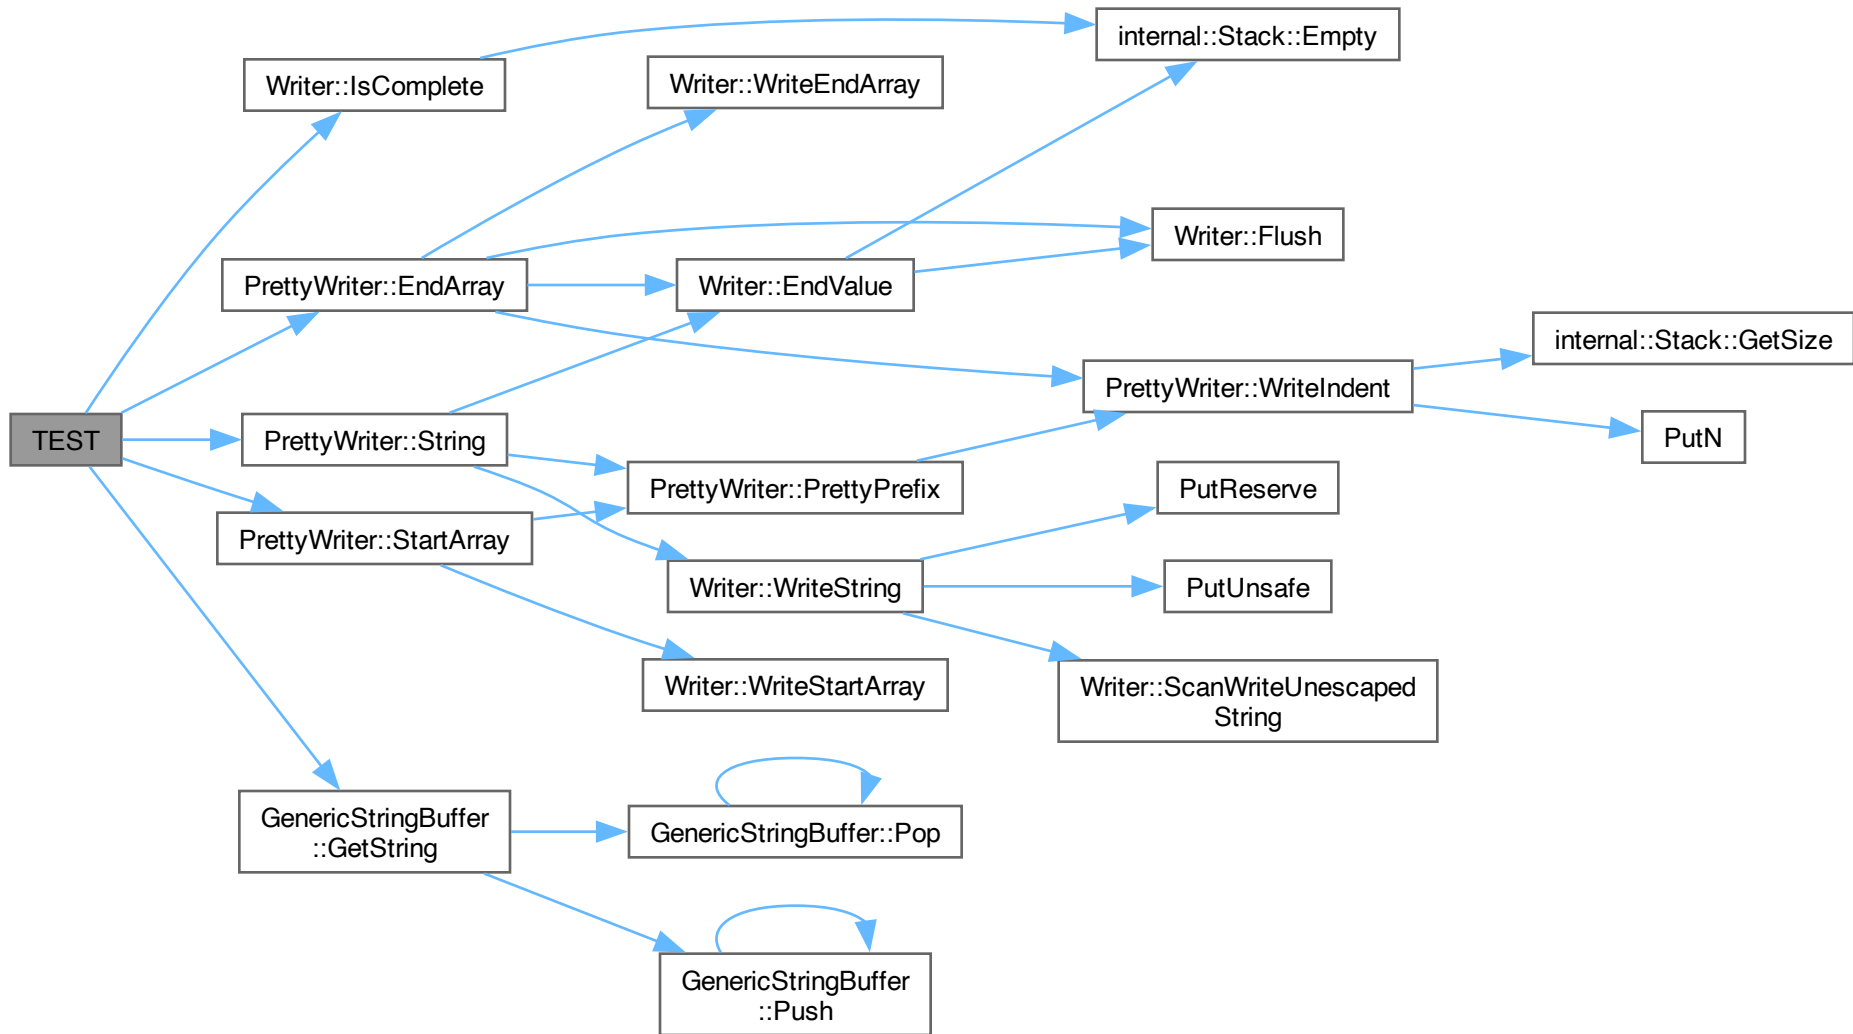 internal::Stack::Empty
Writer::IsComplete
Writer::WriteEndArray
Writer::Flush
PrettyWriter::EndArray
Writer::EndValue
internal::Stack::GetSize
PrettyWriter::WriteIndent
TEST
PrettyWriter::String
PutN
PrettyWriter::PrettyPrefix
PutReserve
PrettyWriter::StartArray
Writer::WriteString
PutUnsafe
Writer::WriteStartArray
Writer::ScanWriteUnescaped
String
GenericStringBuffer
::GetString
GenericStringBuffer::Pop
GenericStringBuffer
::Push